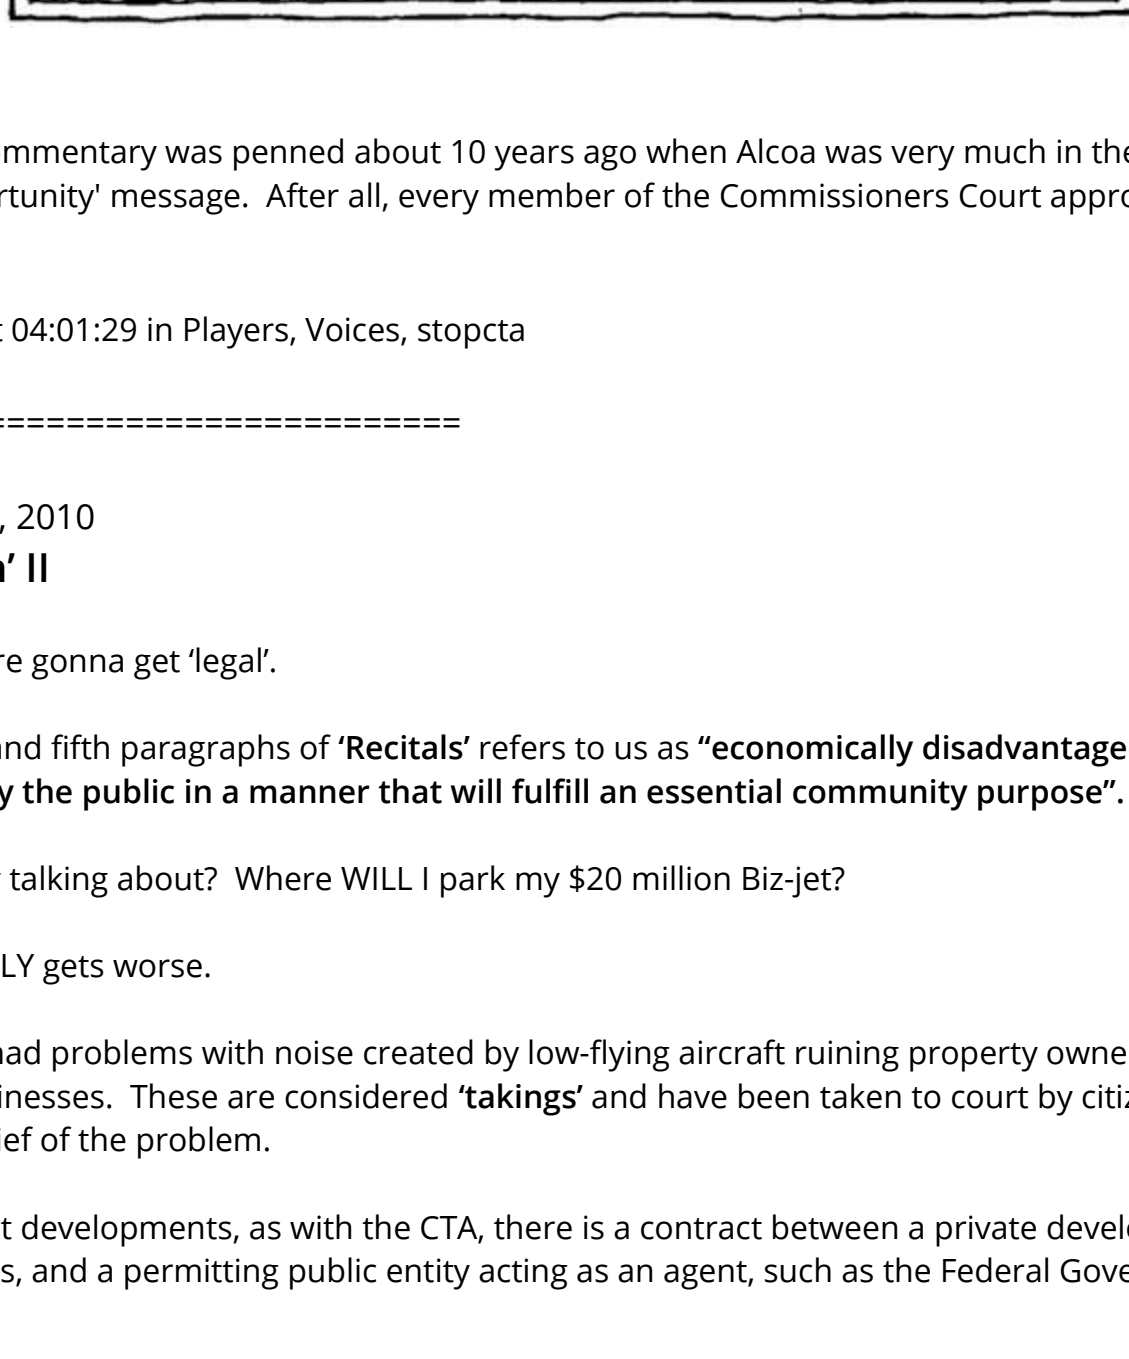 mmentary was penned about 10 years ago when Alcoa was very much in the
rtunity' message.  After all, every member of the Commissioners Court appro
04:01:29 in Players, Voices, stopcta
========================
, 2010
’ II
re gonna get ‘legal’.
and fifth paragraphs of ‘Recitals’ refers to us as “economically disadvantage
y the public in a manner that will fulfill an essential community purpose”.
talking about?  Where WILL I park my $20 million Biz-jet?
LY gets worse.
had problems with noise created by low-flying aircraft ruining property owne
inesses.  These are considered ‘takings’ and have been taken to court by citiz
ief of the problem.
t developments, as with the CTA, there is a contract between a private devel
s, and a permitting public entity acting as an agent, such as the Federal Gove